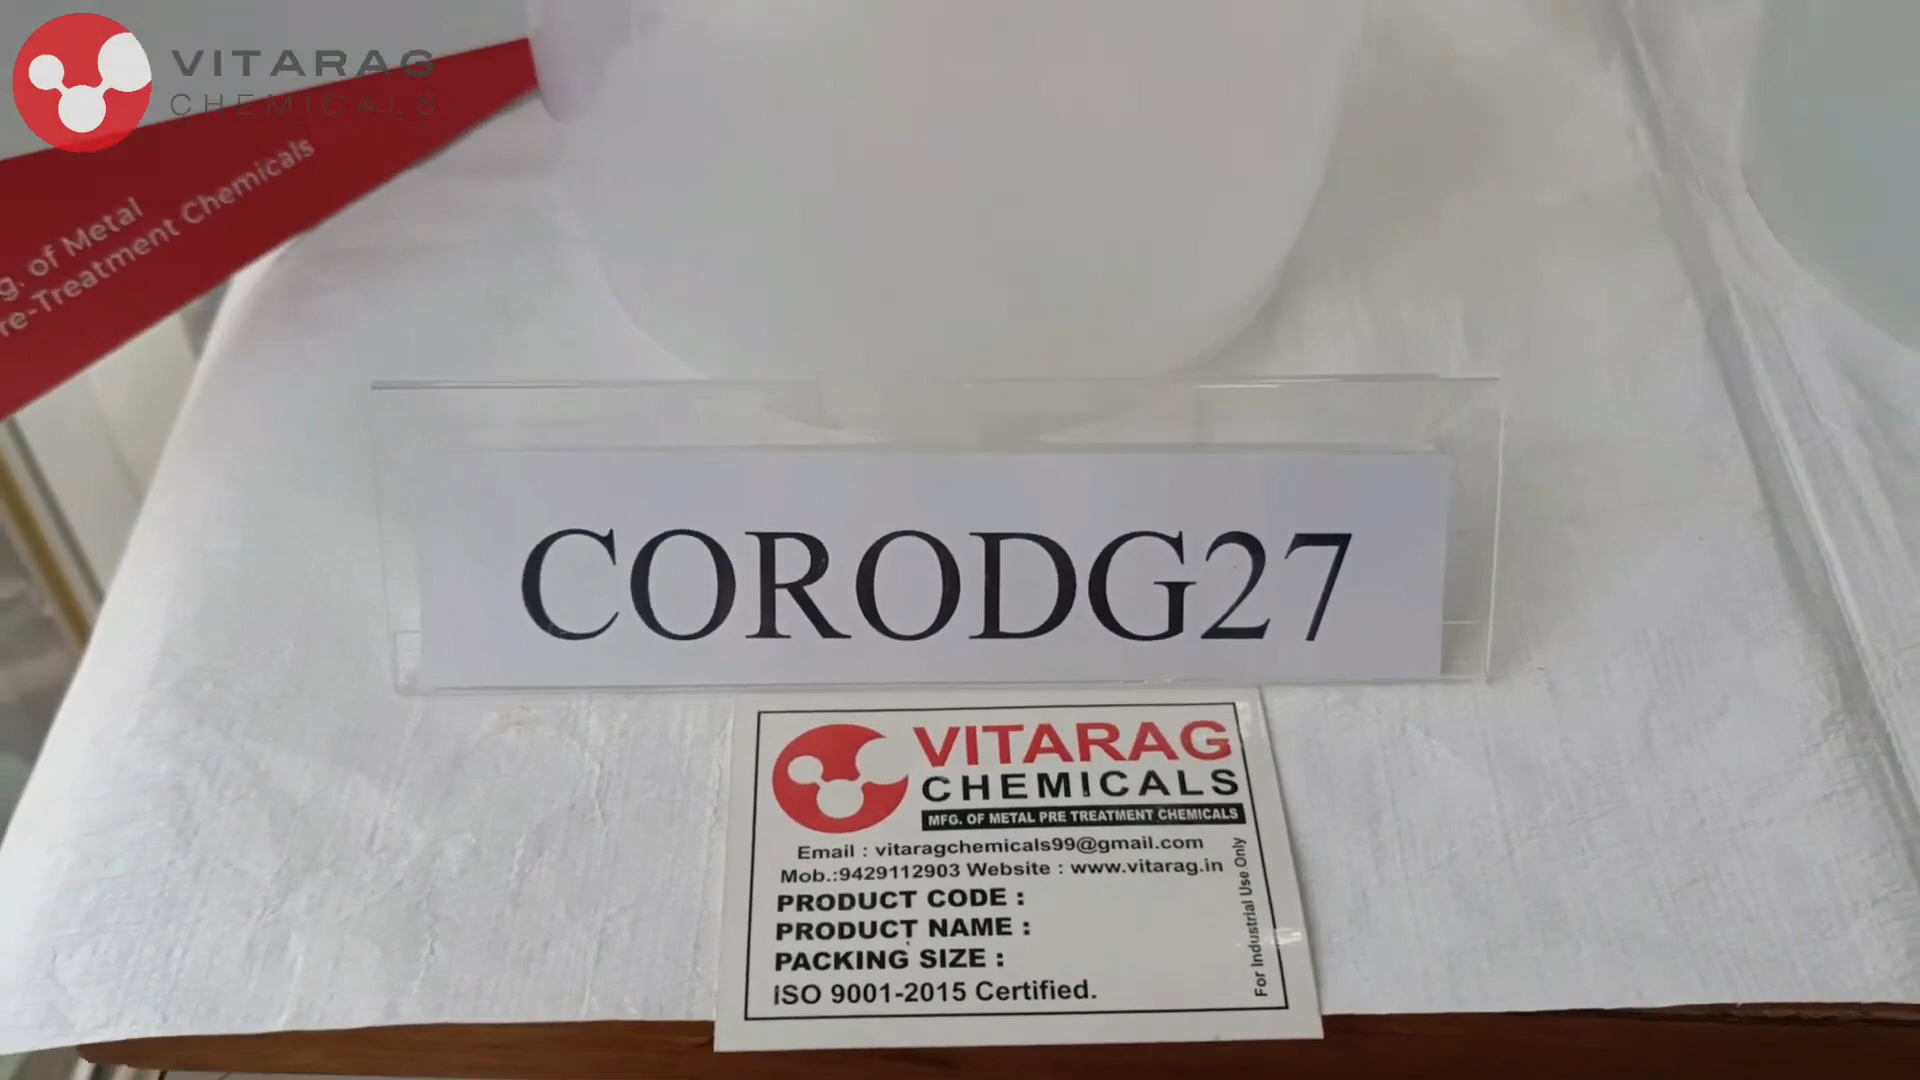 VITARAG
CHEMICALS
g. of Metal
re-Treatment Chemicals
CORODG27
VITARAG
CHEMICALS
MFG. OF METAL PRE TREATMENT CHEMICALS
Email : vitaragchemicals99@gmail.com
Mob.:9429112903 Website : www.vitarag.in
PRODUCT CODE :
PRODUCT NAME :
PACKING SIZE :
ISO 9001-2015 Certified.
For Industrial Use Only